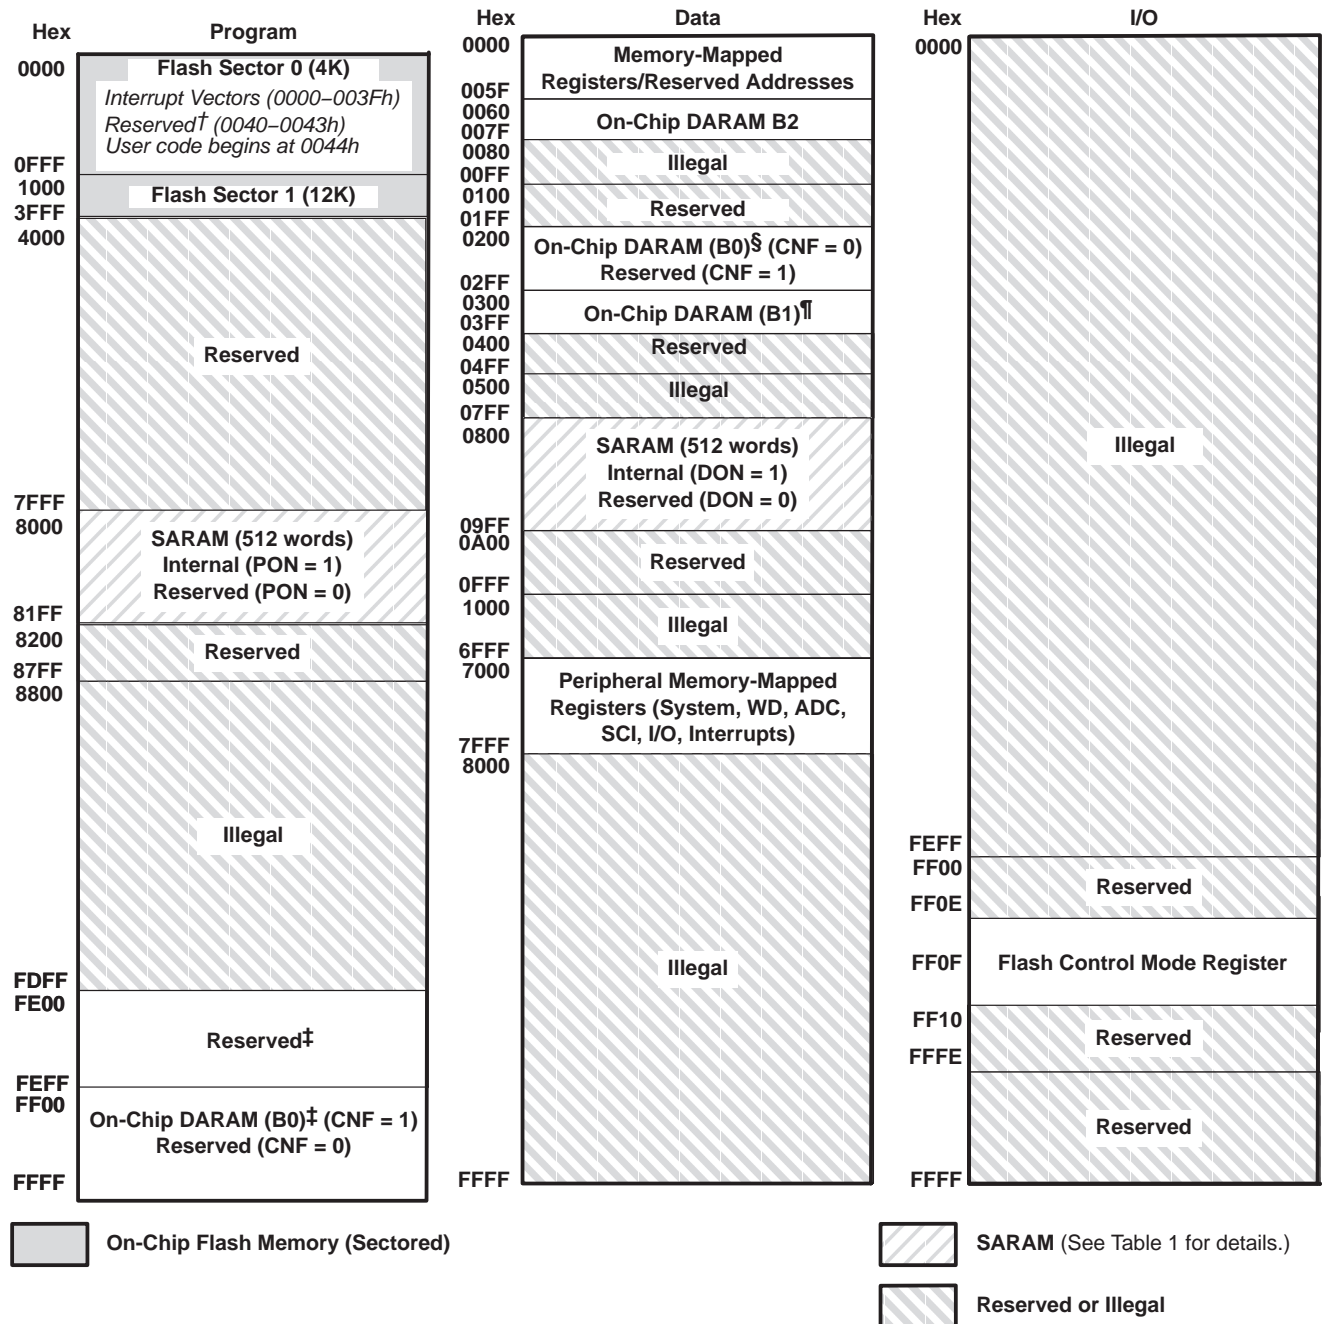 Hex Program
0000
Flash Sector 0 (4K)
Interrupt Vectors (0000–003Fh)
Reserved† (0040–0043h)
User code begins at 0044h
0FFF
1000
Flash Sector 1 (12K)
3FFF
4000
Reserved
7FFF
8000
SARAM (512 words)
Internal (PON = 1)
Reserved (PON = 0)
81FF
8200
Reserved
87FF
8800
Illegal
FDFF
FE00
Reserved‡
FEFF
FF00
On-Chip DARAM (B0)‡ (CNF = 1)
Reserved (CNF = 0)
FFFF
Hex Data
0000
Memory-Mapped
Registers/Reserved Addresses
005F
0060
On-Chip DARAM B2
007F
0080
Illegal
00FF
0100
Reserved
01FF
0200
On-Chip DARAM (B0)§ (CNF = 0)
Reserved (CNF = 1)
02FF
0300
On-Chip DARAM (B1)¶
03FF
0400
Reserved
04FF
0500
Illegal
07FF
0800
SARAM (512 words)
Internal (DON = 1)
Reserved (DON = 0)
09FF
0A00
Reserved
0FFF
1000
Illegal
6FFF
7000
Peripheral Memory-Mapped
Registers (System, WD, ADC,
SCI, I/O, Interrupts)
7FFF
8000
Illegal
FFFF
Hex I/O
0000
Illegal
FEFF
FF00
Reserved
FF0E
FF0F
Flash Control Mode Register
FF10
Reserved
FFFE
Reserved
FFFF
On-Chip Flash Memory (Sectored)
SARAM (See Table 1 for details.)
Reserved or Illegal